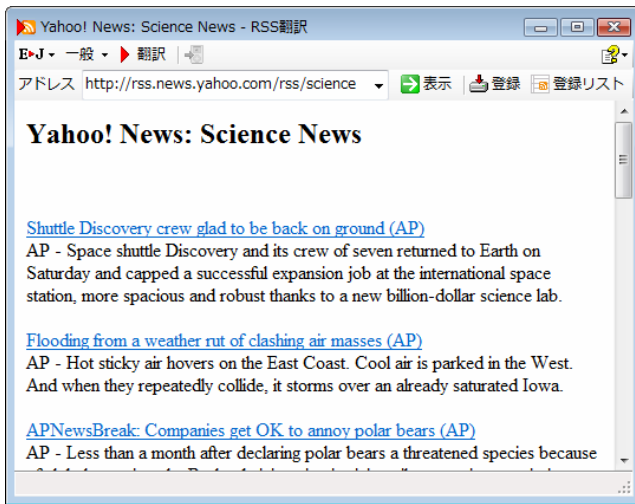 Yahoo! News: Science News - RSS翻訳
E▸J 一般 翻訳
アドレス http://rss.news.yahoo.com/rss/science 表示 登録 登録リスト
Yahoo! News: Science News
Shuttle Discovery crew glad to be back on ground (AP)
AP - Space shuttle Discovery and its crew of seven returned to Earth on
Saturday and capped a successful expansion job at the international space
station, more spacious and robust thanks to a new billion-dollar science lab.
Flooding from a weather rut of clashing air masses (AP)
AP - Hot sticky air hovers on the East Coast. Cool air is parked in the West.
And when they repeatedly collide, it storms over an already saturated Iowa.
APNewsBreak: Companies get OK to annoy polar bears (AP)
AP - Less than a month after declaring polar bears a threatened species because